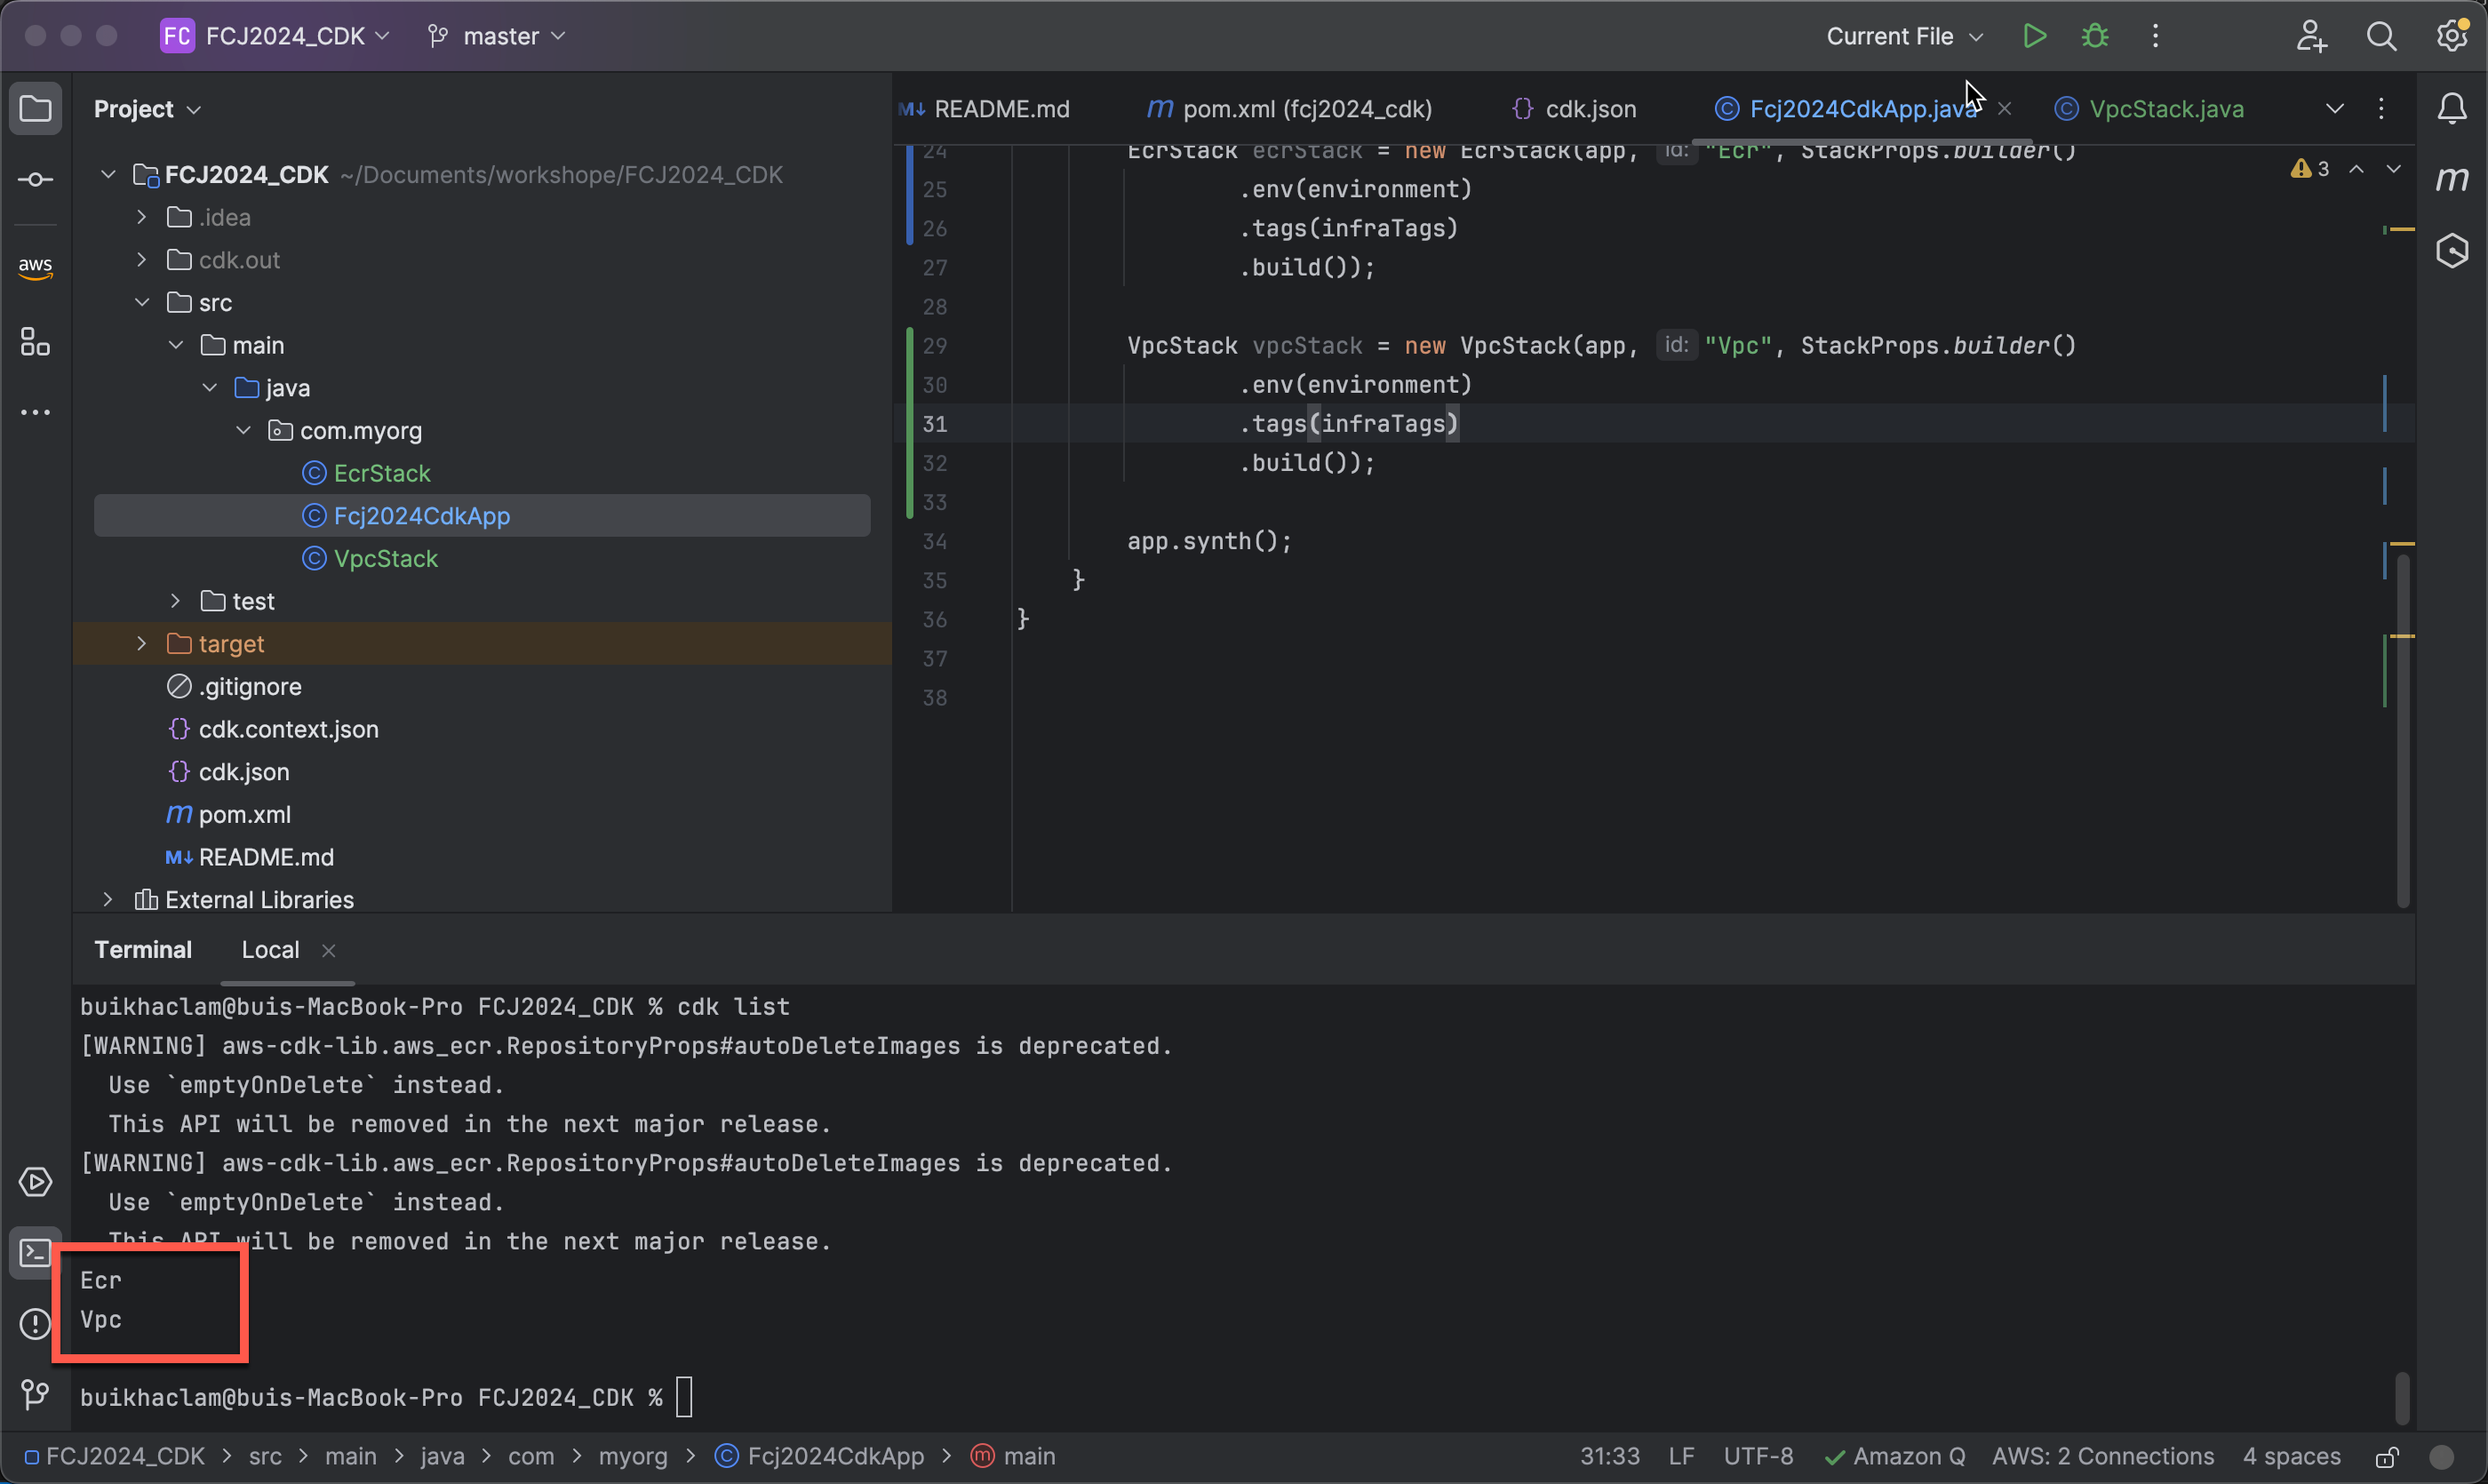 FC FCJ2024_CDK master Current File
Project
README.md pom.xml (fcj2024_cdk) cdk.json Fcj2024CdkApp.java VpcStack.java
FCJ2024_CDK ~/Documents/workshope/FCJ2024_CDK
.idea
cdk.out
src
main
java
com.myorg
EcrStack
Fcj2024CdkApp
VpcStack
test
target
.gitignore
cdk.context.json
cdk.json
pom.xml
README.md
External Libraries
aws
24 EcrStack ecrStack = new EcrStack(app, id: "Ecr", StackProps.builder()
25 .env(environment)
26 .tags(infraTags)
27 .build());
28
29 VpcStack vpcStack = new VpcStack(app, id: "Vpc", StackProps.builder()
30 .env(environment)
31 .tags(infraTags)
32 .build());
33
34 app.synth();
35 }
36 }
37
38
3
Terminal Local
buikhaclam@buis-MacBook-Pro FCJ2024_CDK % cdk list
[WARNING] aws-cdk-lib.aws_ecr.RepositoryProps#autoDeleteImages is deprecated.
Use `emptyOnDelete` instead.
This API will be removed in the next major release.
[WARNING] aws-cdk-lib.aws_ecr.RepositoryProps#autoDeleteImages is deprecated.
Use `emptyOnDelete` instead.
This API will be removed in the next major release.
Ecr
Vpc
buikhaclam@buis-MacBook-Pro FCJ2024_CDK %
FCJ2024_CDK > src > main > java > com > myorg > Fcj2024CdkApp > main 31:33 LF UTF-8 Amazon Q AWS: 2 Connections 4 spaces